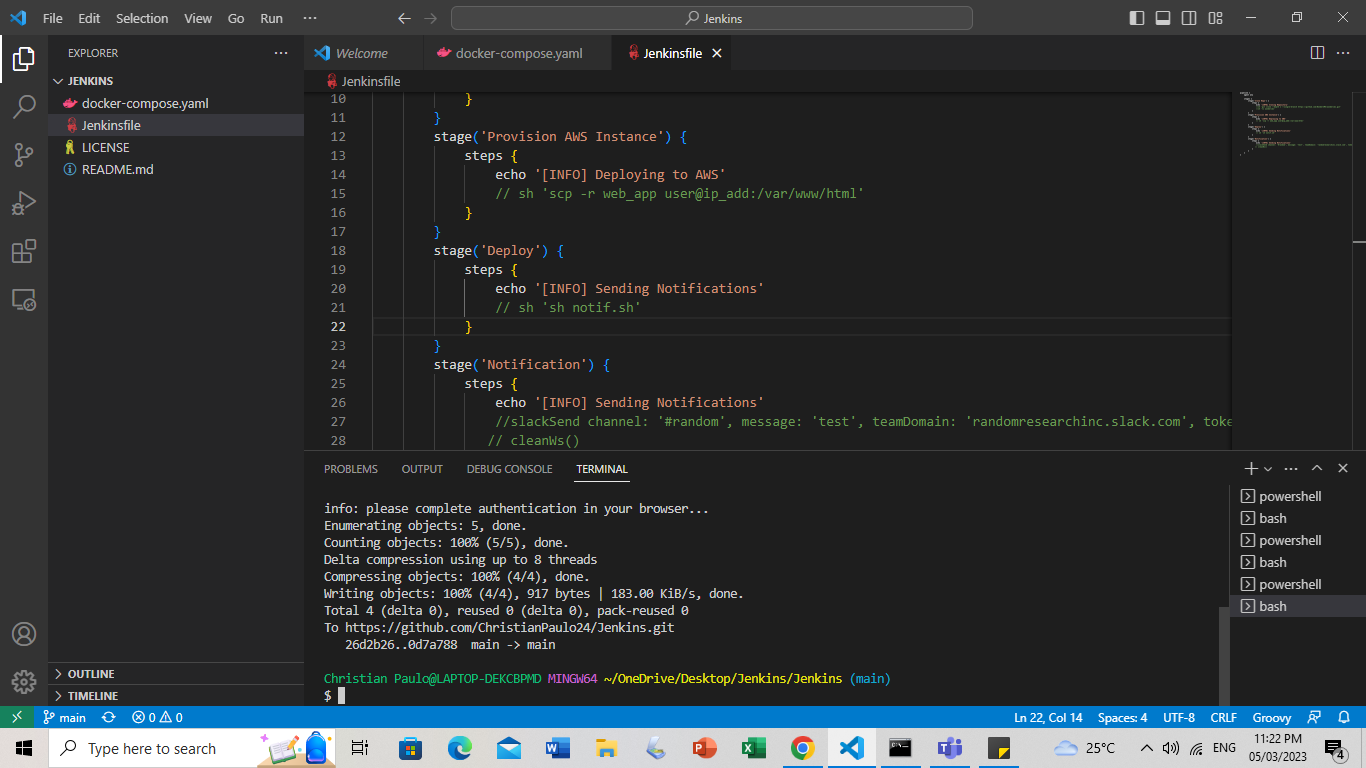 File Edit Selection View Go Run ··· Jenkins
EXPLORER ···
JENKINS
docker-compose.yaml
Jenkinsfile
LICENSE
README.md
OUTLINE
TIMELINE
Welcome docker-compose.yaml Jenkinsfile
Jenkinsfile
10 }
11 }
12 stage('Provision AWS Instance') {
13 steps {
14 echo '[INFO] Deploying to AWS'
15 // sh 'scp -r web_app user@ip_add:/var/www/html'
16 }
17 }
18 stage('Deploy') {
19 steps {
20 echo '[INFO] Sending Notifications'
21 // sh 'sh notif.sh'
22 }
23 }
24 stage('Notification') {
25 steps {
26 echo '[INFO] Sending Notifications'
27 //slackSend channel: '#random', message: 'test', teamDomain: 'randomresearchinc.slack.com', toke
28 // cleanWs()
PROBLEMS OUTPUT DEBUG CONSOLE TERMINAL
info: please complete authentication in your browser...
Enumerating objects: 5, done.
Counting objects: 100% (5/5), done.
Delta compression using up to 8 threads
Compressing objects: 100% (4/4), done.
Writing objects: 100% (4/4), 917 bytes | 183.00 KiB/s, done.
Total 4 (delta 0), reused 0 (delta 0), pack-reused 0
To https://github.com/ChristianPaulo24/Jenkins.git
26d2b26..0d7a788 main -> main
Christian Paulo@LAPTOP-DEKCBPMD MINGW64 ~/OneDrive/Desktop/Jenkins/Jenkins (main)
$
powershell
bash
powershell
bash
powershell
bash
main 0 0 Ln 22, Col 14 Spaces: 4 UTF-8 CRLF Groovy
Type here to search 25°C ENG 11:22 PM
05/03/2023 4